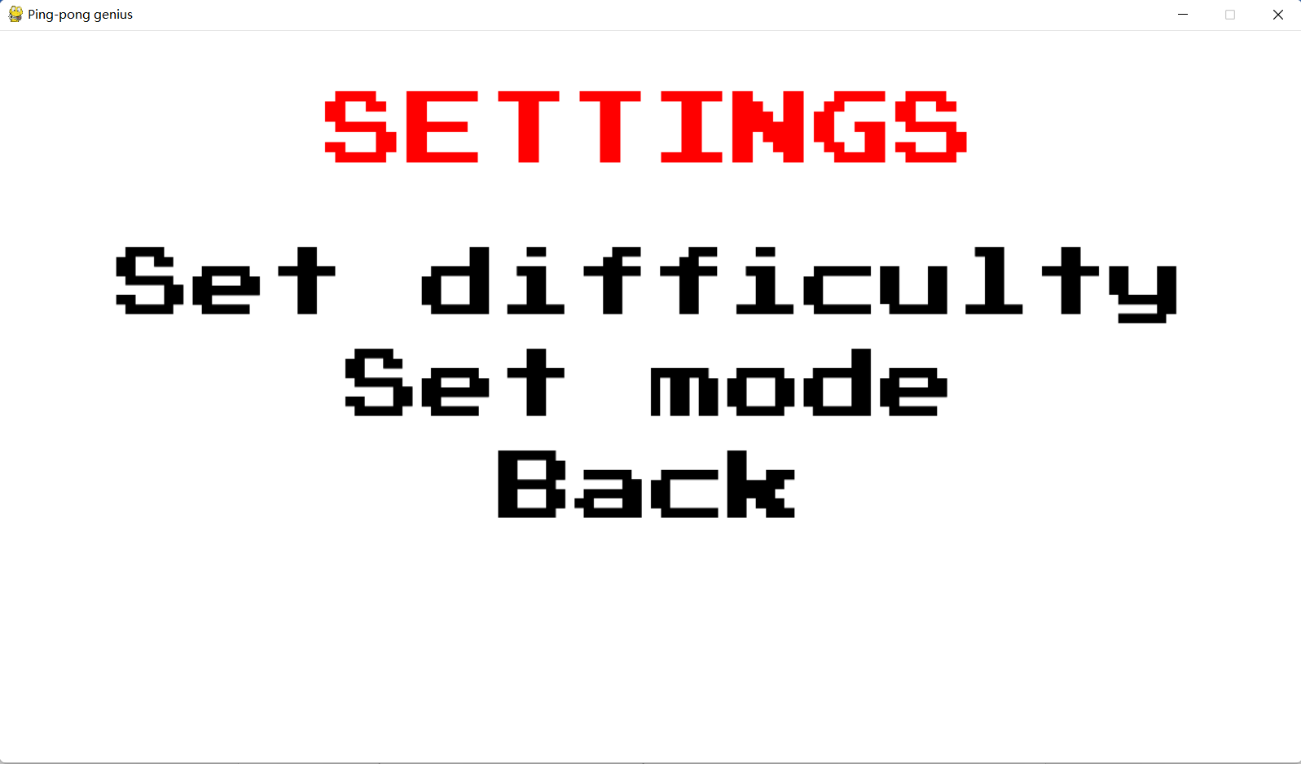 Ping-pong genius
SETTINGS
Set difficulty
Set mode
Back